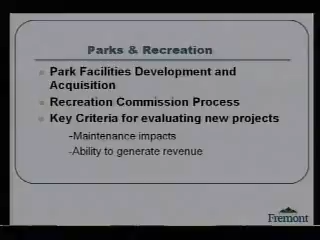 Parks & Recreation
Park Facilities Development and
Acquisition
Recreation Commission Process
Key Criteria for evaluating new projects
-Maintenance impacts
-Ability to generate revenue
Fremont